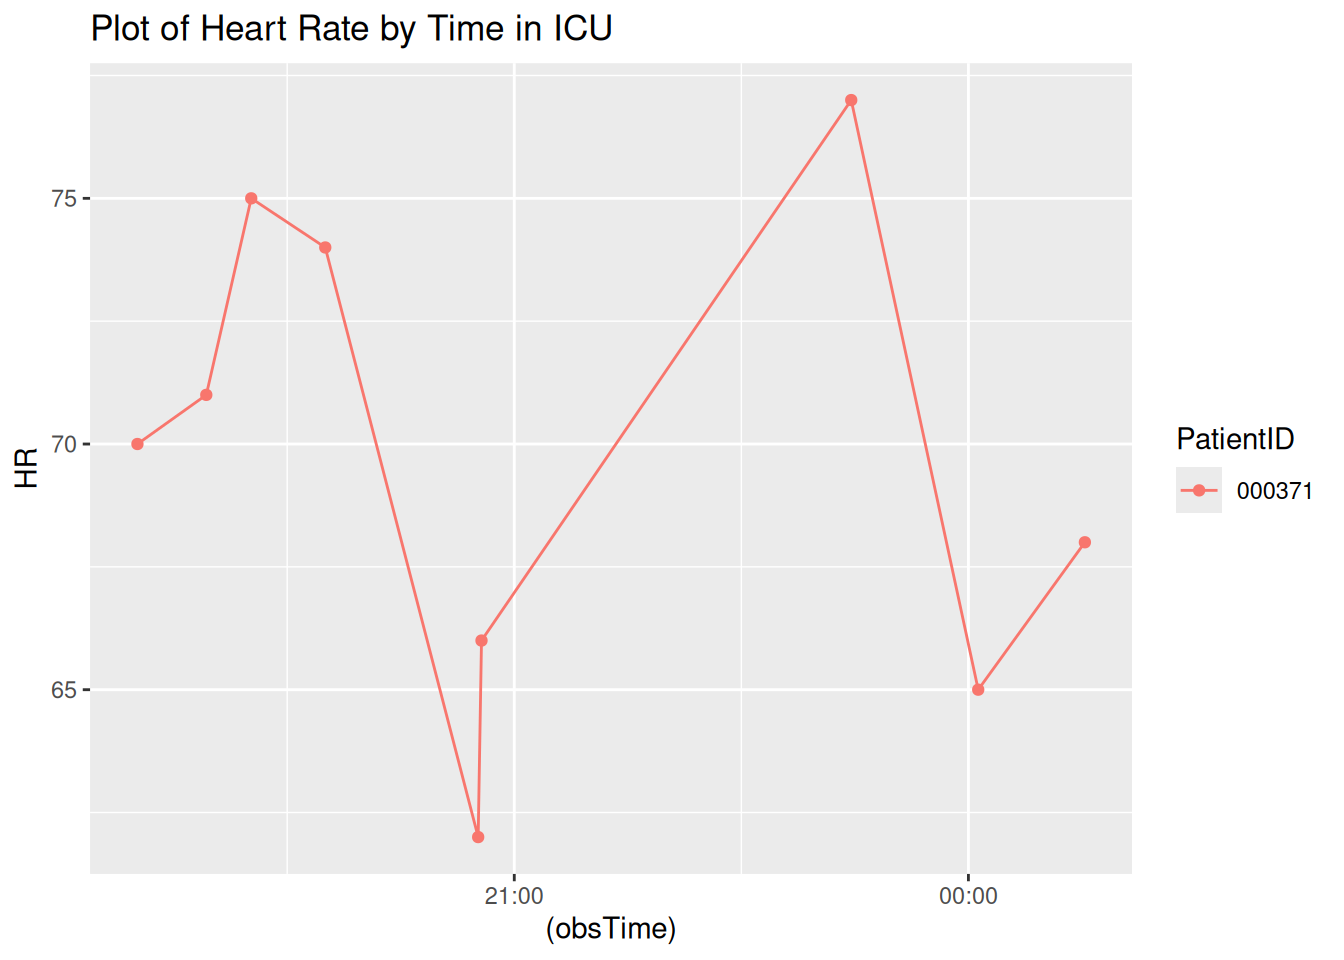 Plot of Heart Rate by Time in ICU
75
70
65
HR
21:00
00:00
(obsTime)
PatientID
000371